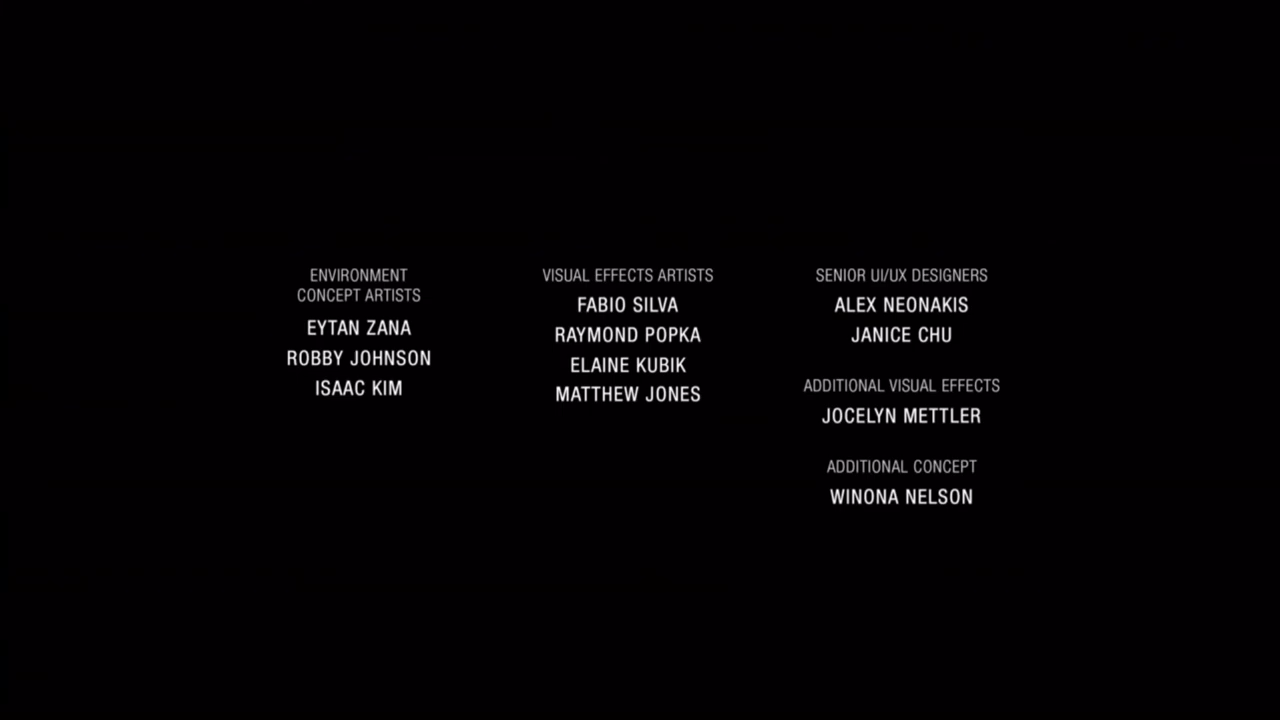 ENVIRONMENT
CONCEPT ARTISTS
EYTAN ZANA
ROBBY JOHNSON
ISAAC KIM
VISUAL EFFECTS ARTISTS
FABIO SILVA
RAYMOND POPKA
ELAINE KUBIK
MATTHEW JONES
SENIOR UI/UX DESIGNERS
ALEX NEONAKIS
JANICE CHU
ADDITIONAL VISUAL EFFECTS
JOCELYN METTLER
ADDITIONAL CONCEPT
WINONA NELSON